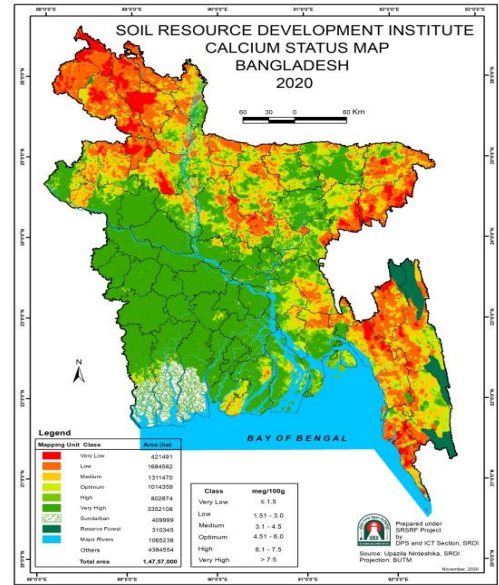 SOIL RESOURCE DEVELOPMENT INSTITUTE
CALCIUM STATUS MAP
BANGLADESH
2020
60 30 0 60 Km
N
BAY OF BENGAL
Legend
Mapping Unit Class Area (ha)
Very Low 421491
Low 1684562
Medium 1311470
Optimum 1014359
High 802874
Very High 3352108
Sundarban 409999
Reserve Forest 310345
Major Rivers 1065238
Others 4384554
Total area 1,47,57,000
Class meg/100g
Very Low ≤ 1.5
Low 1.51 - 3.0
Medium 3.1 - 4.5
Optimum 4.51 - 6.0
High 6.1 - 7.5
Very High > 7.5
Prepared under
SRSRF Project
by
DPS and ICT Section, SRDI
Source: Upazila Nirdeshika, SRDI
Projection: BUTM
November, 2020